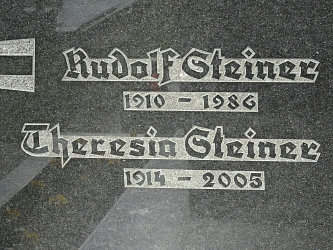 Rudolf Steiner
1910 - 1986
Theresia Steiner
1914 - 2005